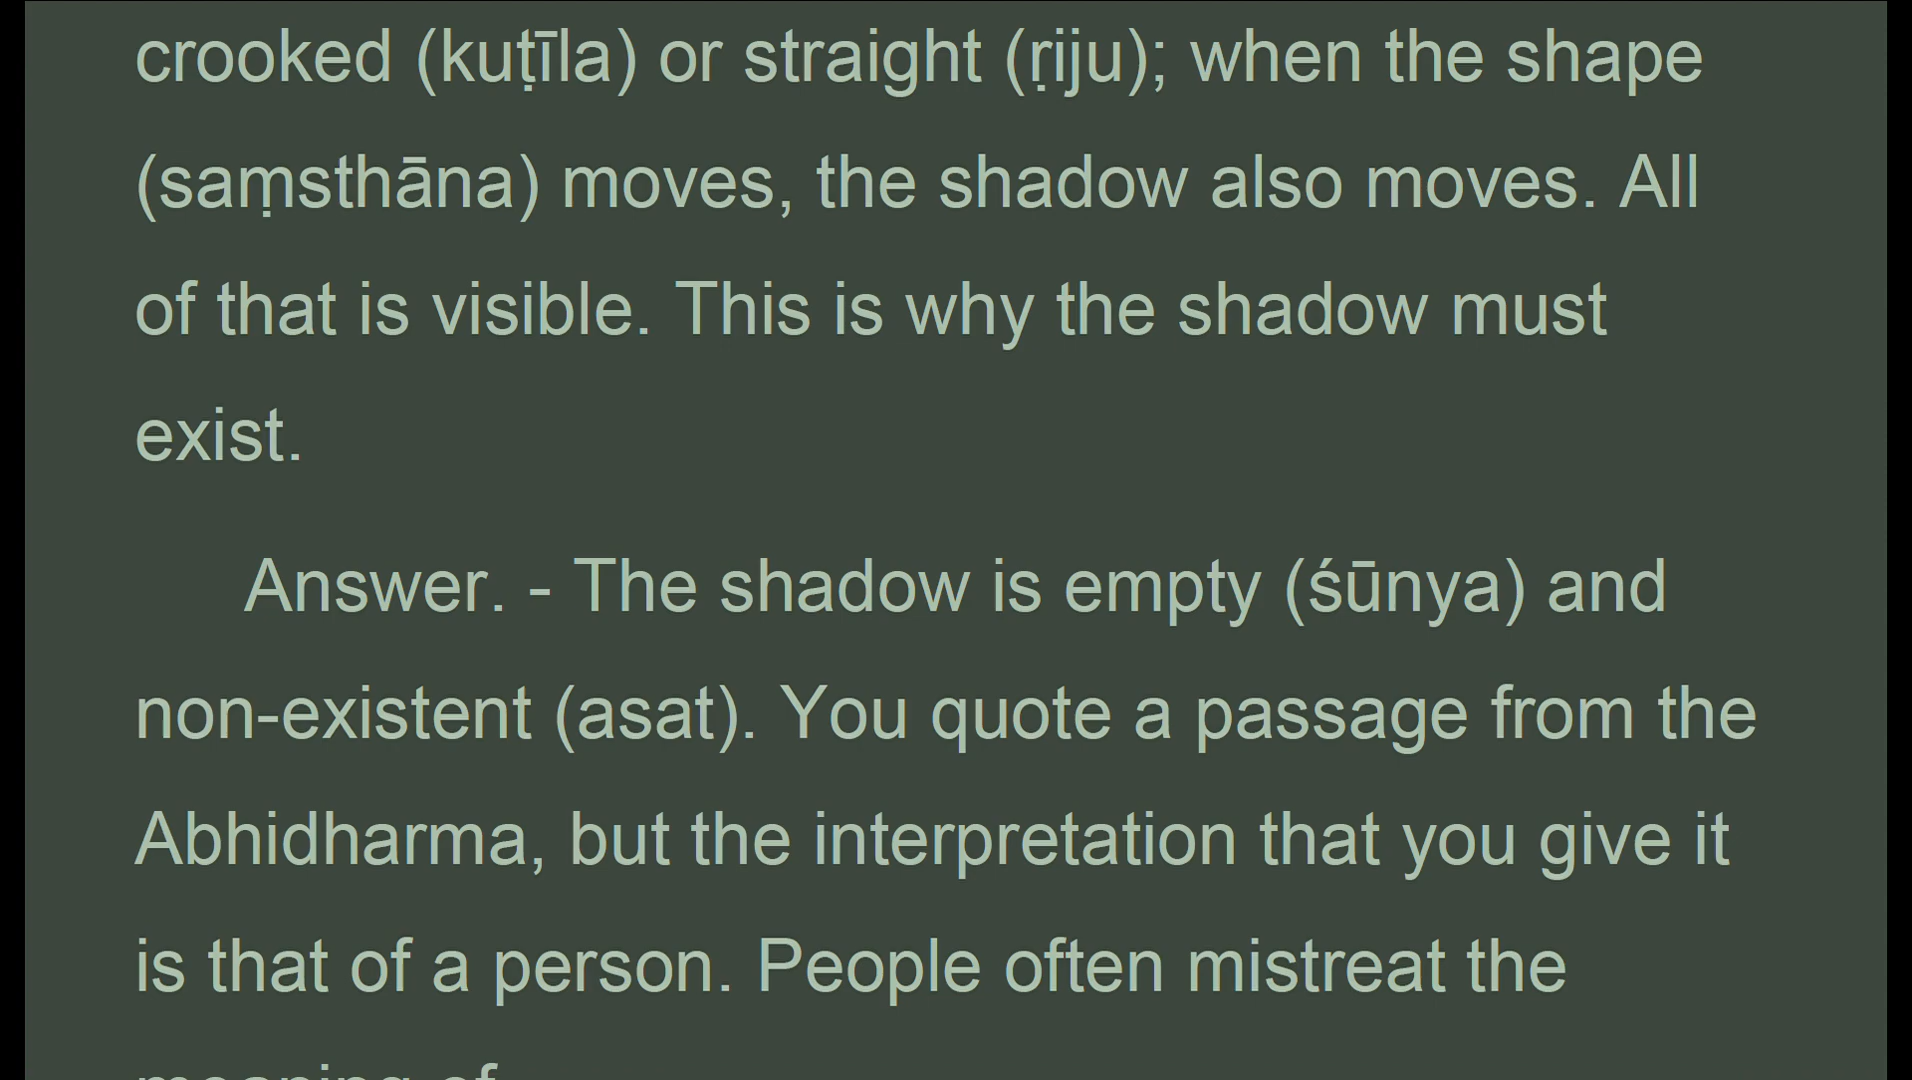 crooked (kuṭīla) or straight (ṛiju); when the shape
(saṃsthāna) moves, the shadow also moves. All
of that is visible. This is why the shadow must
exist.
Answer. - The shadow is empty (śūnya) and
non-existent (asat). You quote a passage from the
Abhidharma, but the interpretation that you give it
is that of a person. People often mistreat the
meaning of